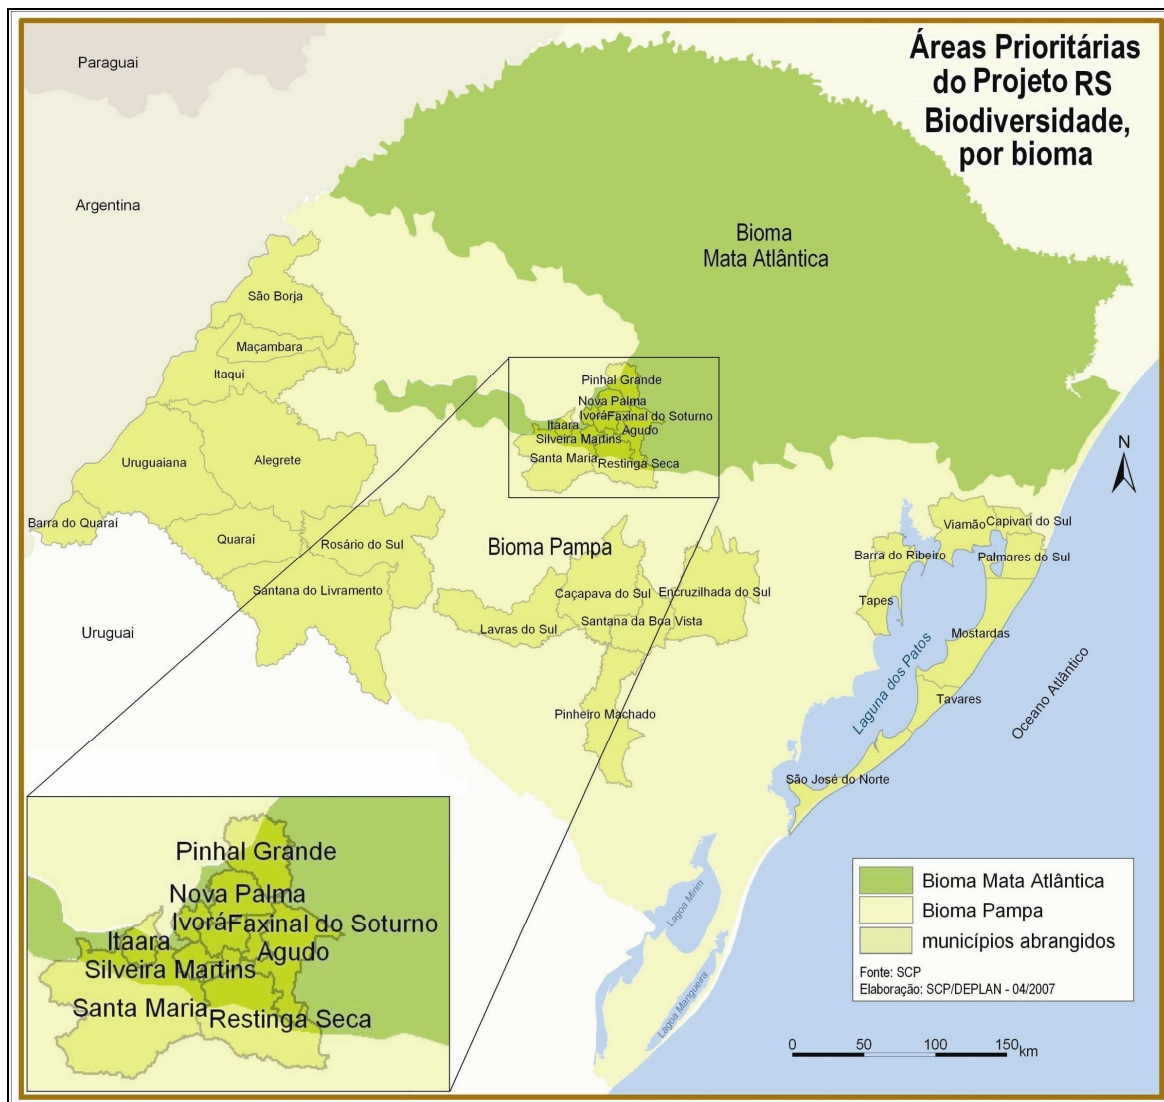 Áreas Prioritárias
do Projeto RS
Biodiversidade,
por bioma
Paraguai
Argentina
Bioma
Mata Atlântica
São Borja
Maçambara
Itaqui
Uruguaiana
Alegrete
Barra do Quaraí
Quaraí
Rosário do Sul
Santana do Livramento
Uruguai
Pinhal Grande
Nova Palma
Ivorá
Faxinal do Soturno
Itaara
Agudo
Silveira Martins
Santa Maria
Restinga Seca
Bioma Pampa
Caçapava do Sul
Encruzilhada do Sul
Lavras do Sul
Santana da Boa Vista
Pinheiro Machado
N
Viamão
Capivari do Sul
Barra do Ribeiro
Palmares do Sul
Tapes
Mostardas
Laguna dos Patos
Tavares
Oceano Atlântico
São José do Norte
Lagoa Mirim
Lagoa Mangueira
Pinhal Grande
Nova Palma
Ivorá
Faxinal do Soturno
Itaara
Agudo
Silveira Martins
Santa Maria
Restinga Seca
Bioma Mata Atlântica
Bioma Pampa
municípios abrangidos
Fonte: SCP
Elaboração: SCP/DEPLAN - 04/2007
0 50 100 150 km